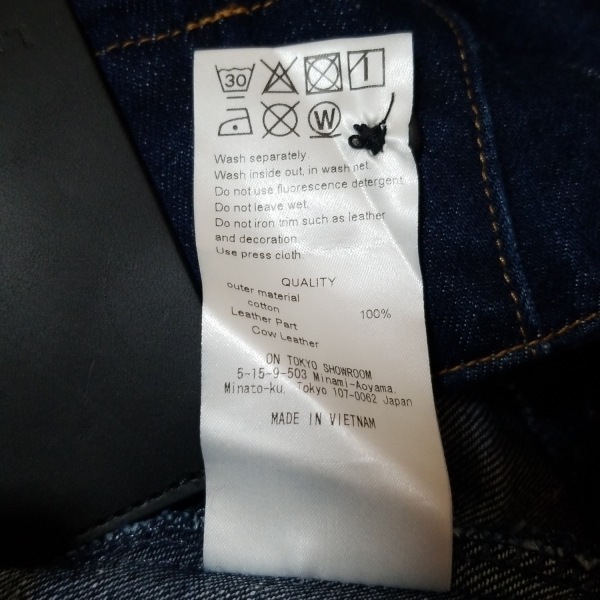 30
W
Wash separately.
Wash inside out, in wash net.
Do not use fluorescence detergent.
Do not leave wet.
Do not iron trim such as leather
and decoration.
Use press cloth.
QUALITY
outer material
cotton 100%
Leather Part
Cow Leather
ON TOKYO SHOWROOM
5-15-9-503 Minami-Aoyama,
Minato-ku, Tokyo 107-0062 Japan
MADE IN VIETNAM